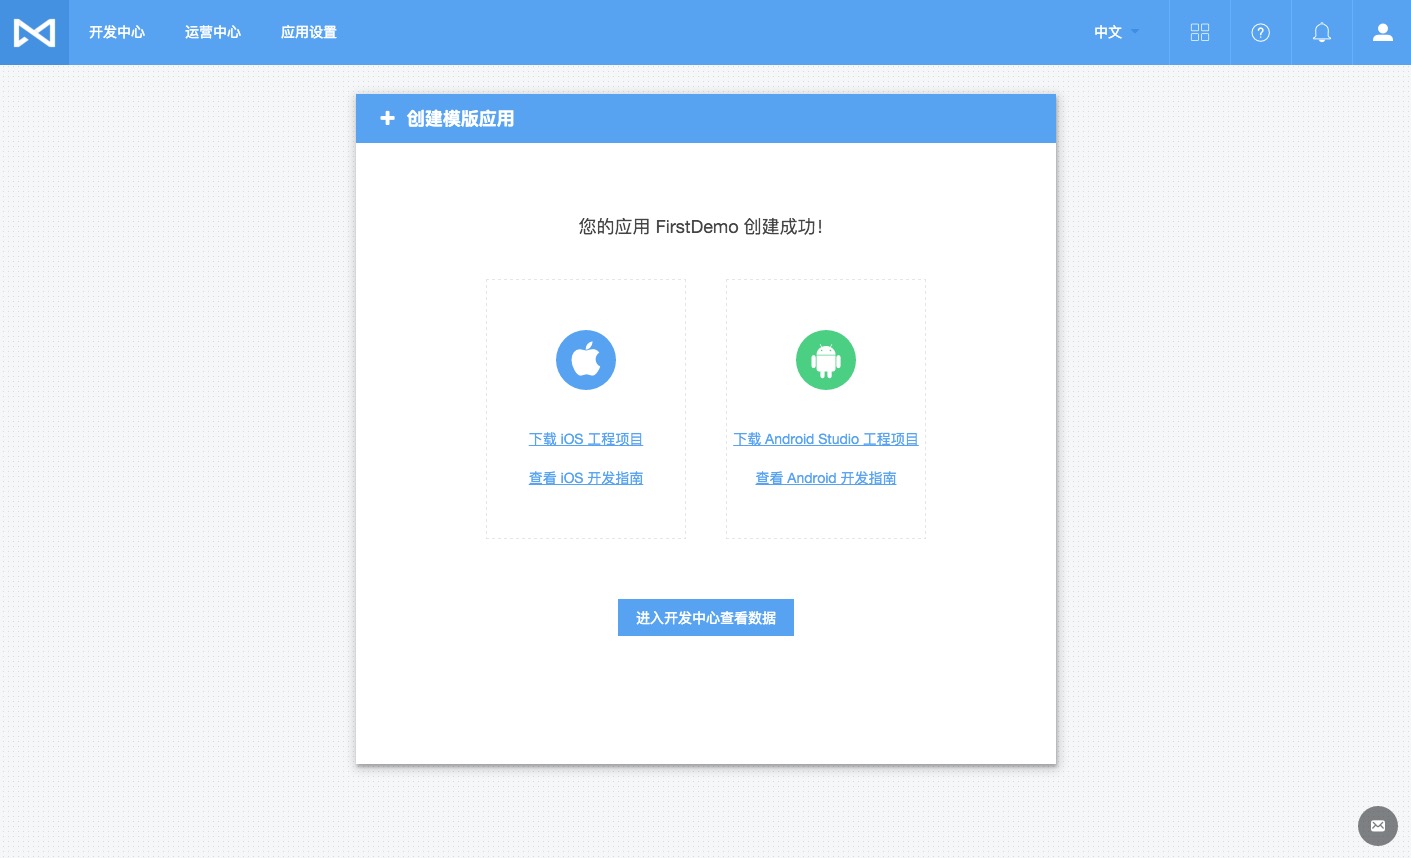 开发中心
运营中心
应用设置
中文
创建模版应用
您的应用 FirstDemo 创建成功！
下载 iOS 工程项目
查看 iOS 开发指南
下载 Android Studio 工程项目
查看 Android 开发指南
进入开发中心查看数据